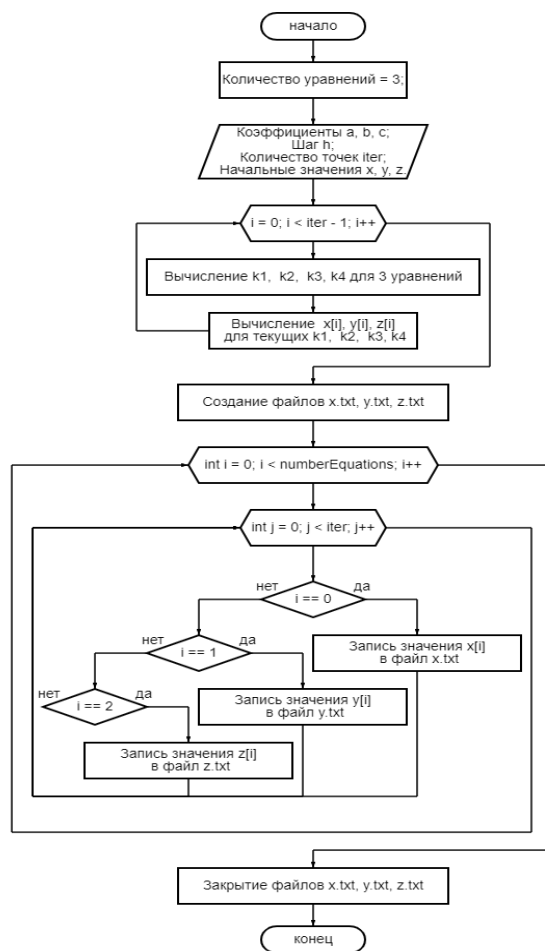 начало
Количество уравнений = 3;
Коэффициенты a, b, c;
Шаг h;
Количество точек iter;
Начальные значения x, y, z.
i = 0; i < iter - 1; i++
Вычисление k1, k2, k3, k4 для 3 уравнений
Вычисление x[i], y[i], z[i]
для текущих k1, k2, k3, k4
Создание файлов x.txt, y.txt, z.txt
int i = 0; i < numberEquations; i++
int j = 0; j < iter; j++
нет
да
i == 0
нет
да
i == 1
Запись значения x[i]
в файл x.txt
нет
да
i == 2
Запись значения y[i]
в файл y.txt
Запись значения z[i]
в файл z.txt
Закрытие файлов x.txt, y.txt, z.txt
конец